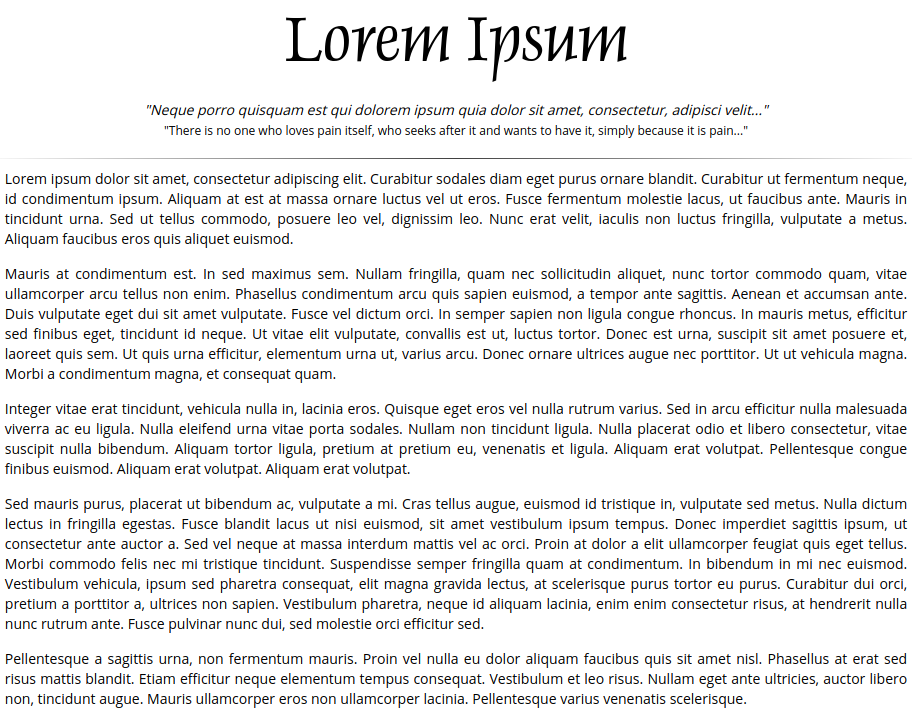 Lorem Ipsum
"Neque porro quisquam est qui dolorem ipsum quia dolor sit amet, consectetur, adipisci velit..."
"There is no one who loves pain itself, who seeks after it and wants to have it, simply because it is pain..."
Lorem ipsum dolor sit amet, consectetur adipiscing elit. Curabitur sodales diam eget purus ornare blandit. Curabitur ut fermentum neque,
id condimentum ipsum. Aliquam at est at massa ornare luctus vel ut eros. Fusce fermentum molestie lacus, ut faucibus ante. Mauris in
tincidunt urna. Sed ut tellus commodo, posuere leo vel, dignissim leo. Nunc erat velit, iaculis non luctus fringilla, vulputate a metus.
Aliquam faucibus eros quis aliquet euismod.
Mauris at condimentum est. In sed maximus sem. Nullam fringilla, quam nec sollicitudin aliquet, nunc tortor commodo quam, vitae
ullamcorper arcu tellus non enim. Phasellus condimentum arcu quis sapien euismod, a tempor ante sagittis. Aenean et accumsan ante.
Duis vulputate eget dui sit amet vulputate. Fusce vel dictum orci. In semper sapien non ligula congue rhoncus. In mauris metus, efficitur
sed finibus eget, tincidunt id neque. Ut vitae elit vulputate, convallis est ut, luctus tortor. Donec est urna, suscipit sit amet posuere et,
laoreet quis sem. Ut quis urna efficitur, elementum urna ut, varius arcu. Donec ornare ultrices augue nec porttitor. Ut ut vehicula magna.
Morbi a condimentum magna, et consequat quam.
Integer vitae erat tincidunt, vehicula nulla in, lacinia eros. Quisque eget eros vel nulla rutrum varius. Sed in arcu efficitur nulla malesuada
viverra ac eu ligula. Nulla eleifend urna vitae porta sodales. Nullam non tincidunt ligula. Nulla placerat odio et libero consectetur, vitae
suscipit nulla bibendum. Aliquam tortor ligula, pretium at pretium eu, venenatis et ligula. Aliquam erat volutpat. Pellentesque congue
finibus euismod. Aliquam erat volutpat. Aliquam erat volutpat.
Sed mauris purus, placerat ut bibendum ac, vulputate a mi. Cras tellus augue, euismod id tristique in, vulputate sed metus. Nulla dictum
lectus in fringilla egestas. Fusce blandit lacus ut nisi euismod, sit amet vestibulum ipsum tempus. Donec imperdiet sagittis ipsum, ut
consectetur ante auctor a. Sed vel neque at massa interdum mattis vel ac orci. Proin at dolor a elit ullamcorper feugiat quis eget tellus.
Morbi commodo felis nec mi tristique tincidunt. Suspendisse semper fringilla quam at condimentum. In bibendum in mi nec euismod.
Vestibulum vehicula, ipsum sed pharetra consequat, elit magna gravida lectus, at scelerisque purus tortor eu purus. Curabitur dui orci,
pretium a porttitor a, ultrices non sapien. Vestibulum pharetra, neque id aliquam lacinia, enim enim consectetur risus, at hendrerit nulla
nunc rutrum ante. Fusce pulvinar nunc dui, sed molestie orci efficitur sed.
Pellentesque a sagittis urna, non fermentum mauris. Proin vel nulla eu dolor aliquam faucibus quis sit amet nisl. Phasellus at erat sed
risus mattis blandit. Etiam efficitur neque elementum tempus consequat. Vestibulum et leo risus. Nullam eget ante ultricies, auctor libero
non, tincidunt augue. Mauris ullamcorper eros non ullamcorper lacinia. Pellentesque varius venenatis scelerisque.